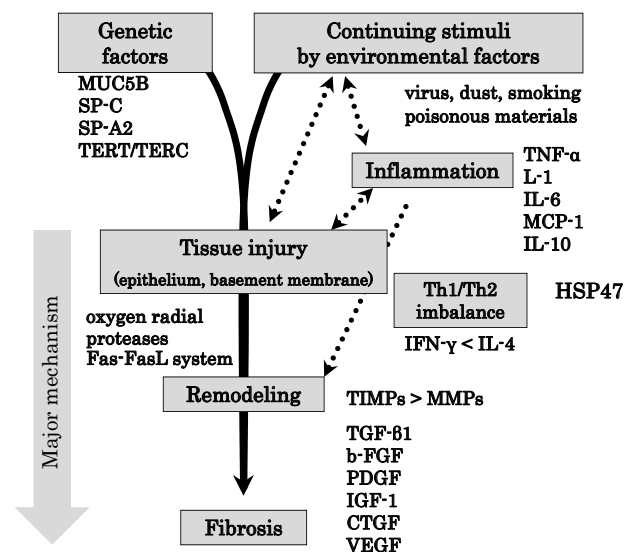 Genetic
factors
Continuing stimuli
by environmental factors
MUC5B
SP-C
SP-A2
TERT/TERC
virus, dust, smoking
poisonous materials
Inflammation
TNF-α
L-1
IL-6
MCP-1
IL-10
Tissue injury
(epithelium, basement membrane)
Th1/Th2
imbalance
HSP47
IFN-γ < IL-4
oxygen radial
proteases
Fas-FasL system
Major mechanism
Remodeling
TIMPs > MMPs
TGF-ß1
b-FGF
PDGF
IGF-1
CTGF
VEGF
Fibrosis